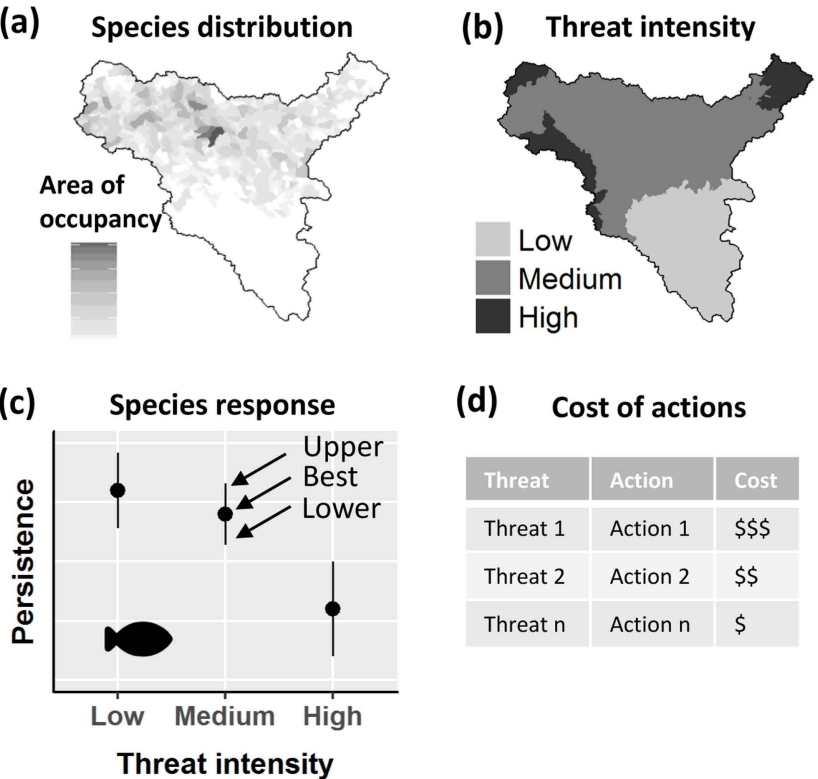 (a) Species distribution
Area of
occupancy
(b) Threat intensity
Low
Medium
High
(c) Species response
Persistence
Upper
Best
Lower
Low Medium High
Threat intensity
(d) Cost of actions
Threat Action Cost
Threat 1 Action 1 $$$
Threat 2 Action 2 $$
Threat n Action n $